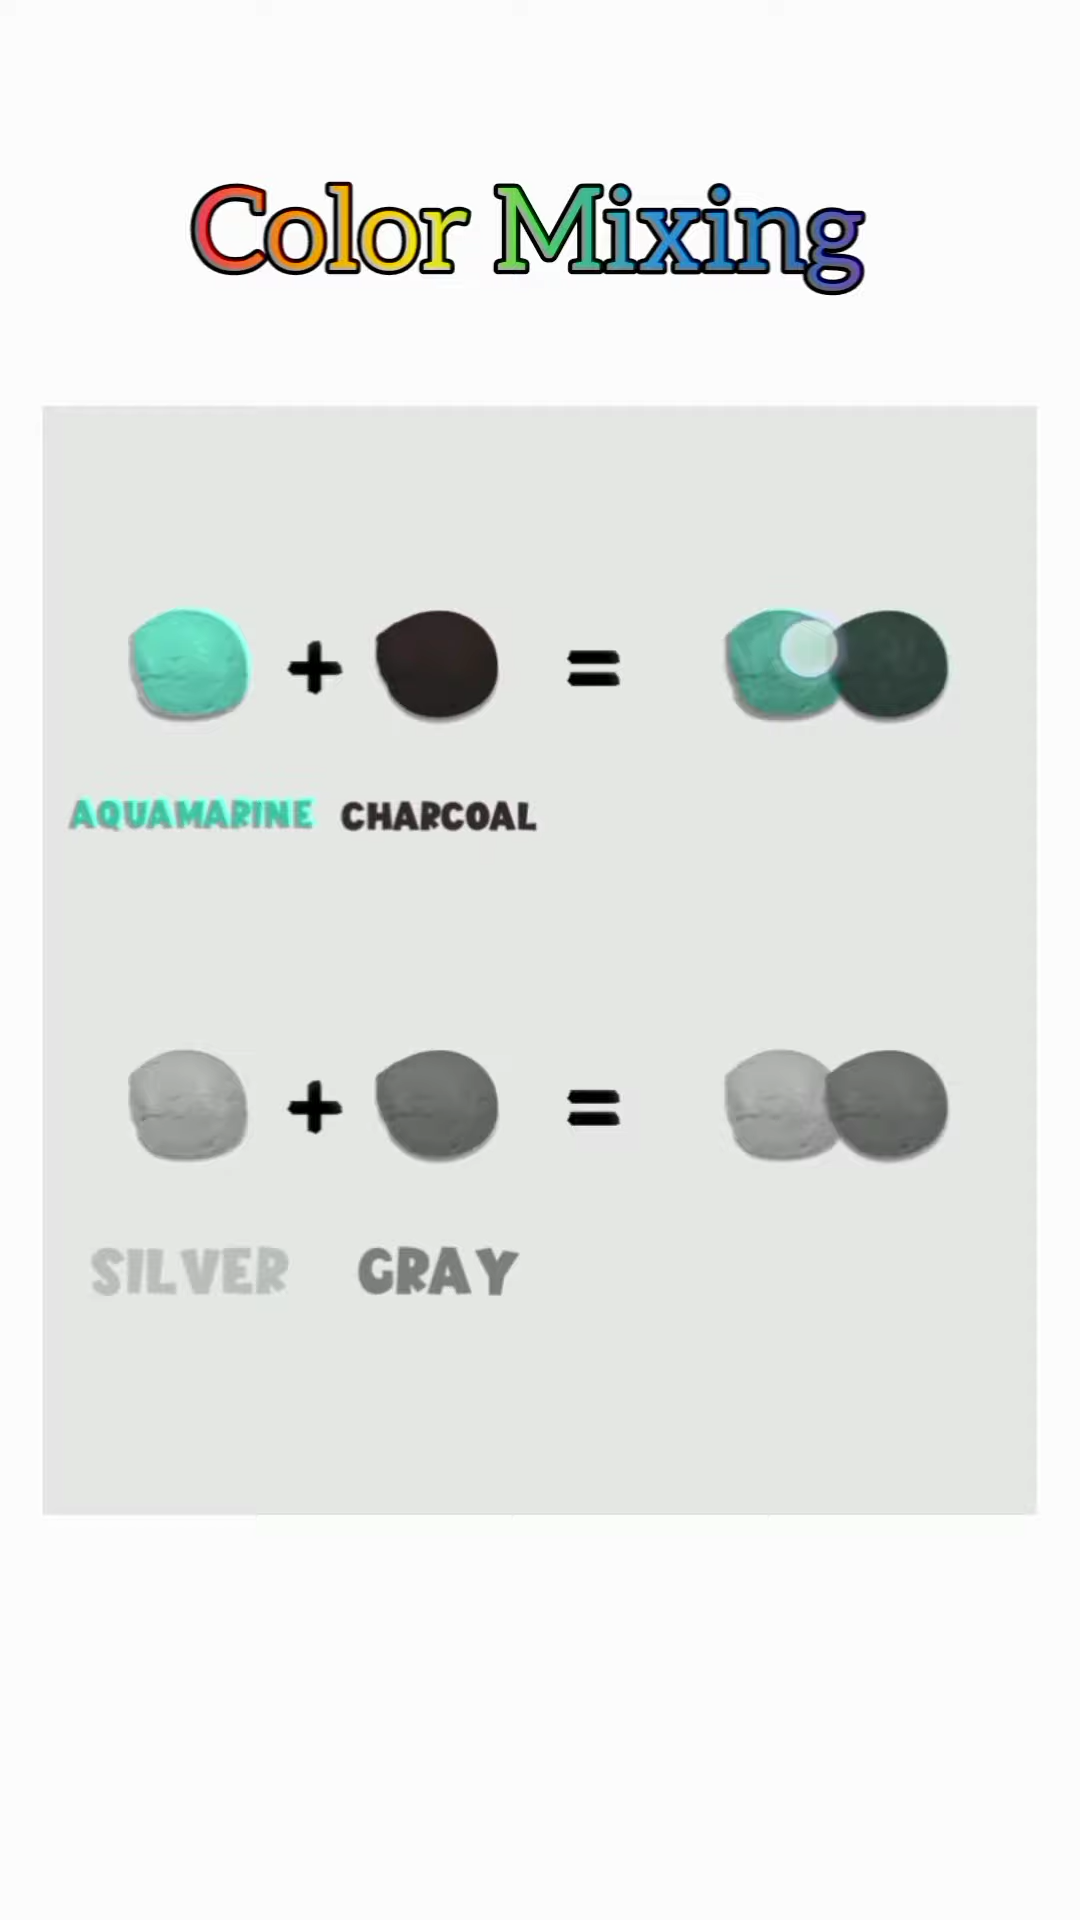 Color Mixing
+ =
AQUAMARINE CHARCOAL
+ =
SILVER GRAY